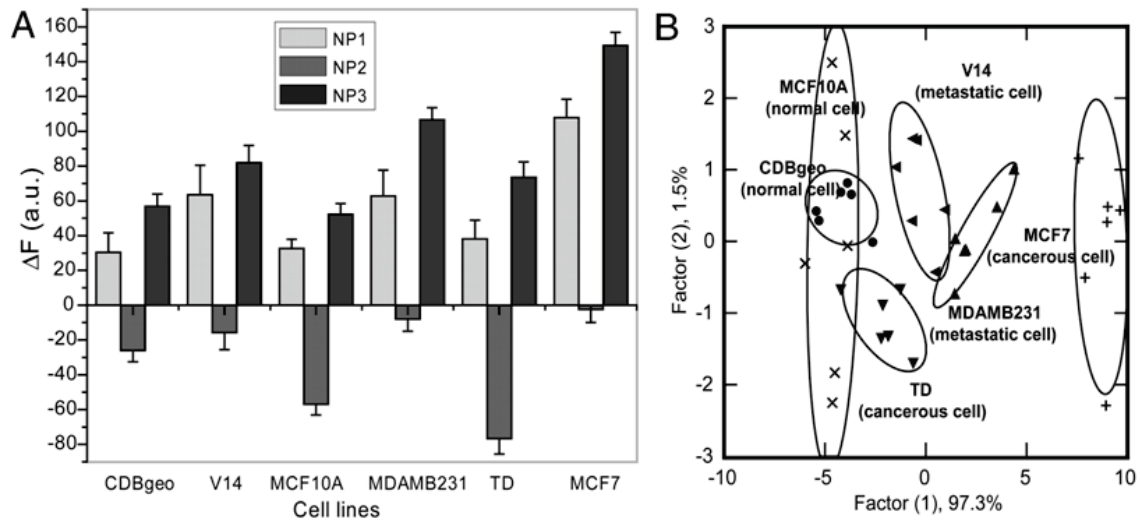 A
ΔF (a.u.)
160
140
120
100
80
60
40
20
0
-20
-40
-60
-80
NP1
NP2
NP3
CDBgeo V14 MCF10A MDAMB231 TD MCF7
Cell lines
B
Factor (2), 1.5%
3
2
1
0
-1
-2
-3
MCF10A
(normal cell)
V14
(metastatic cell)
CDBgeo
(normal cell)
MCF7
(cancerous cell)
MDAMB231
(metastatic cell)
TD
(cancerous cell)
-10 -5 0 5 10
Factor (1), 97.3%